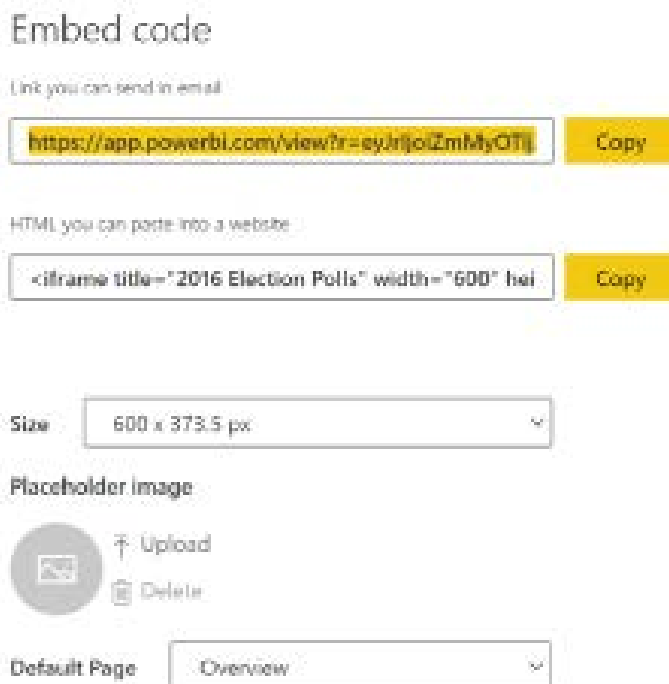 Embed code
Link you can send in email
https://app.powerbi.com/view?r=eyJrIjoiZmMyOTlj
Copy
HTML you can paste into a website
<iframe title="2016 Election Polls" width="600" hei
Copy
Size
600 x 373.5 px
Placeholder image
Upload
Delete
Default Page
Overview